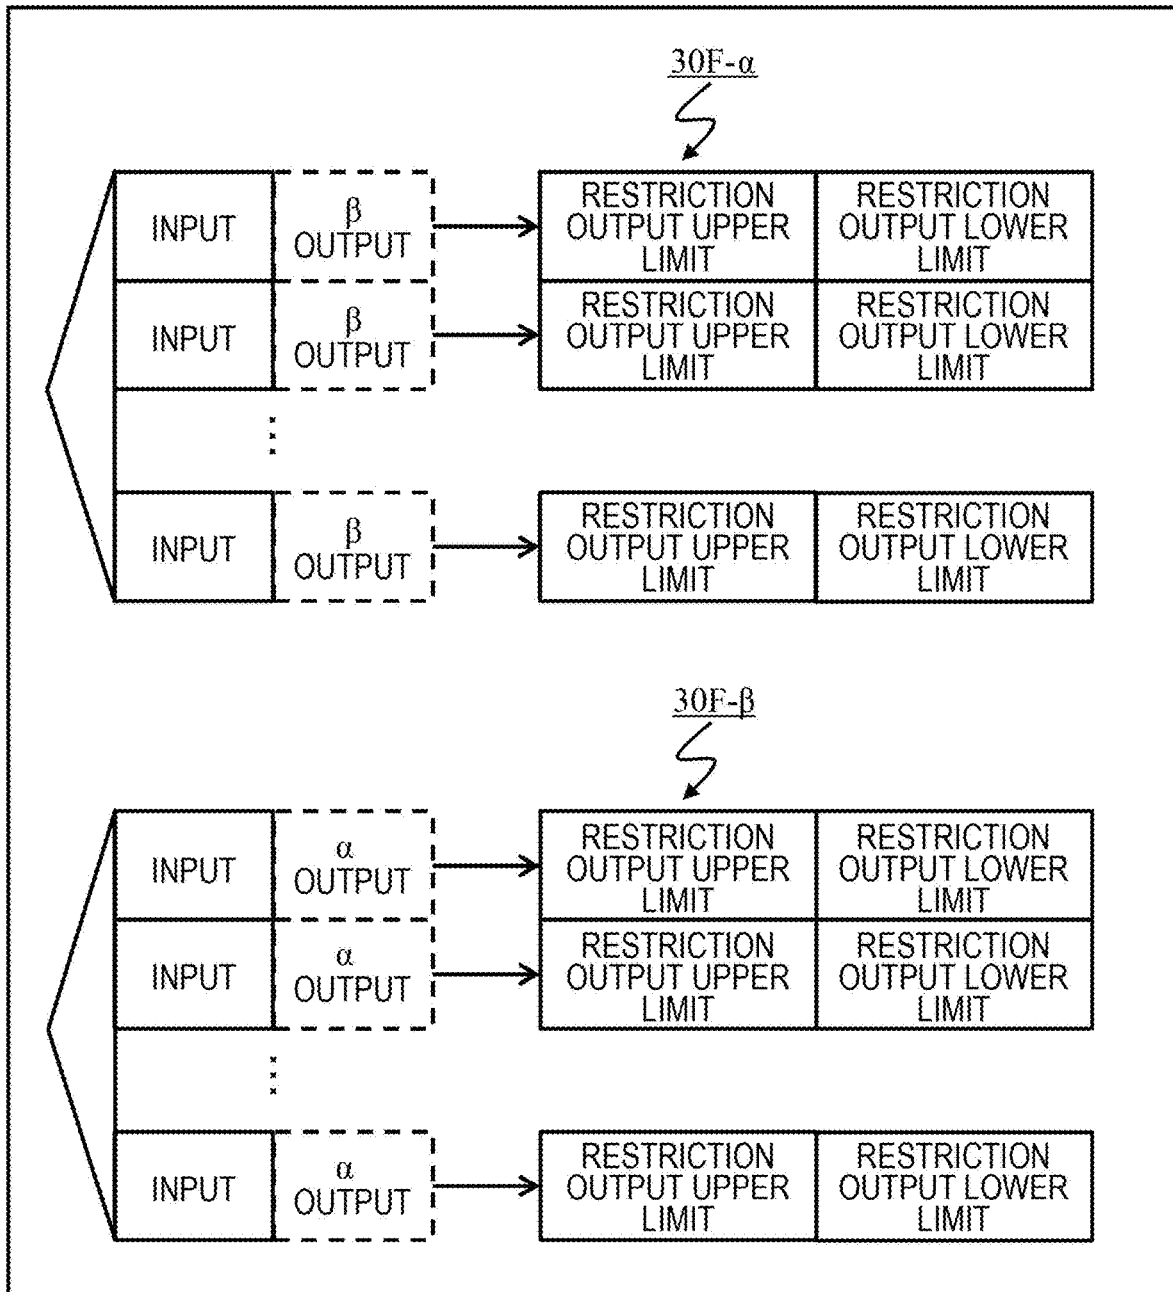 30F-α
INPUT
β
OUTPUT
RESTRICTION
OUTPUT UPPER
LIMIT
RESTRICTION
OUTPUT LOWER
LIMIT
INPUT
β
OUTPUT
RESTRICTION
OUTPUT UPPER
LIMIT
RESTRICTION
OUTPUT LOWER
LIMIT
INPUT
β
OUTPUT
RESTRICTION
OUTPUT UPPER
LIMIT
RESTRICTION
OUTPUT LOWER
LIMIT
30F-β
INPUT
α
OUTPUT
RESTRICTION
OUTPUT UPPER
LIMIT
RESTRICTION
OUTPUT LOWER
LIMIT
INPUT
α
OUTPUT
RESTRICTION
OUTPUT UPPER
LIMIT
RESTRICTION
OUTPUT LOWER
LIMIT
INPUT
α
OUTPUT
RESTRICTION
OUTPUT UPPER
LIMIT
RESTRICTION
OUTPUT LOWER
LIMIT